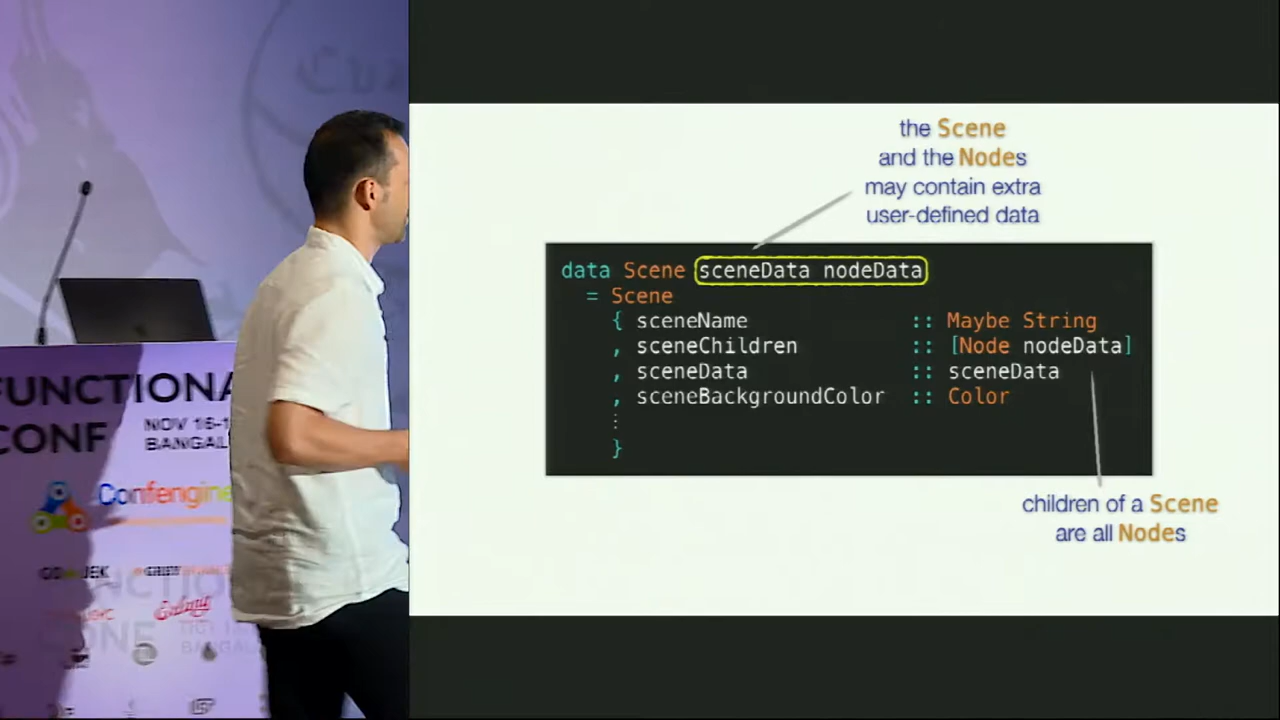 the Scene
and the Nodes
may contain extra
user-defined data
data Scene sceneData nodeData
= Scene
{ sceneName :: Maybe String
, sceneChildren :: [Node nodeData]
, sceneData :: sceneData
, sceneBackgroundColor :: Color
⋮
}
children of a Scene
are all Nodes
FUNCTIONA
CONF
NOV 16-1
BANGAL
Confengine